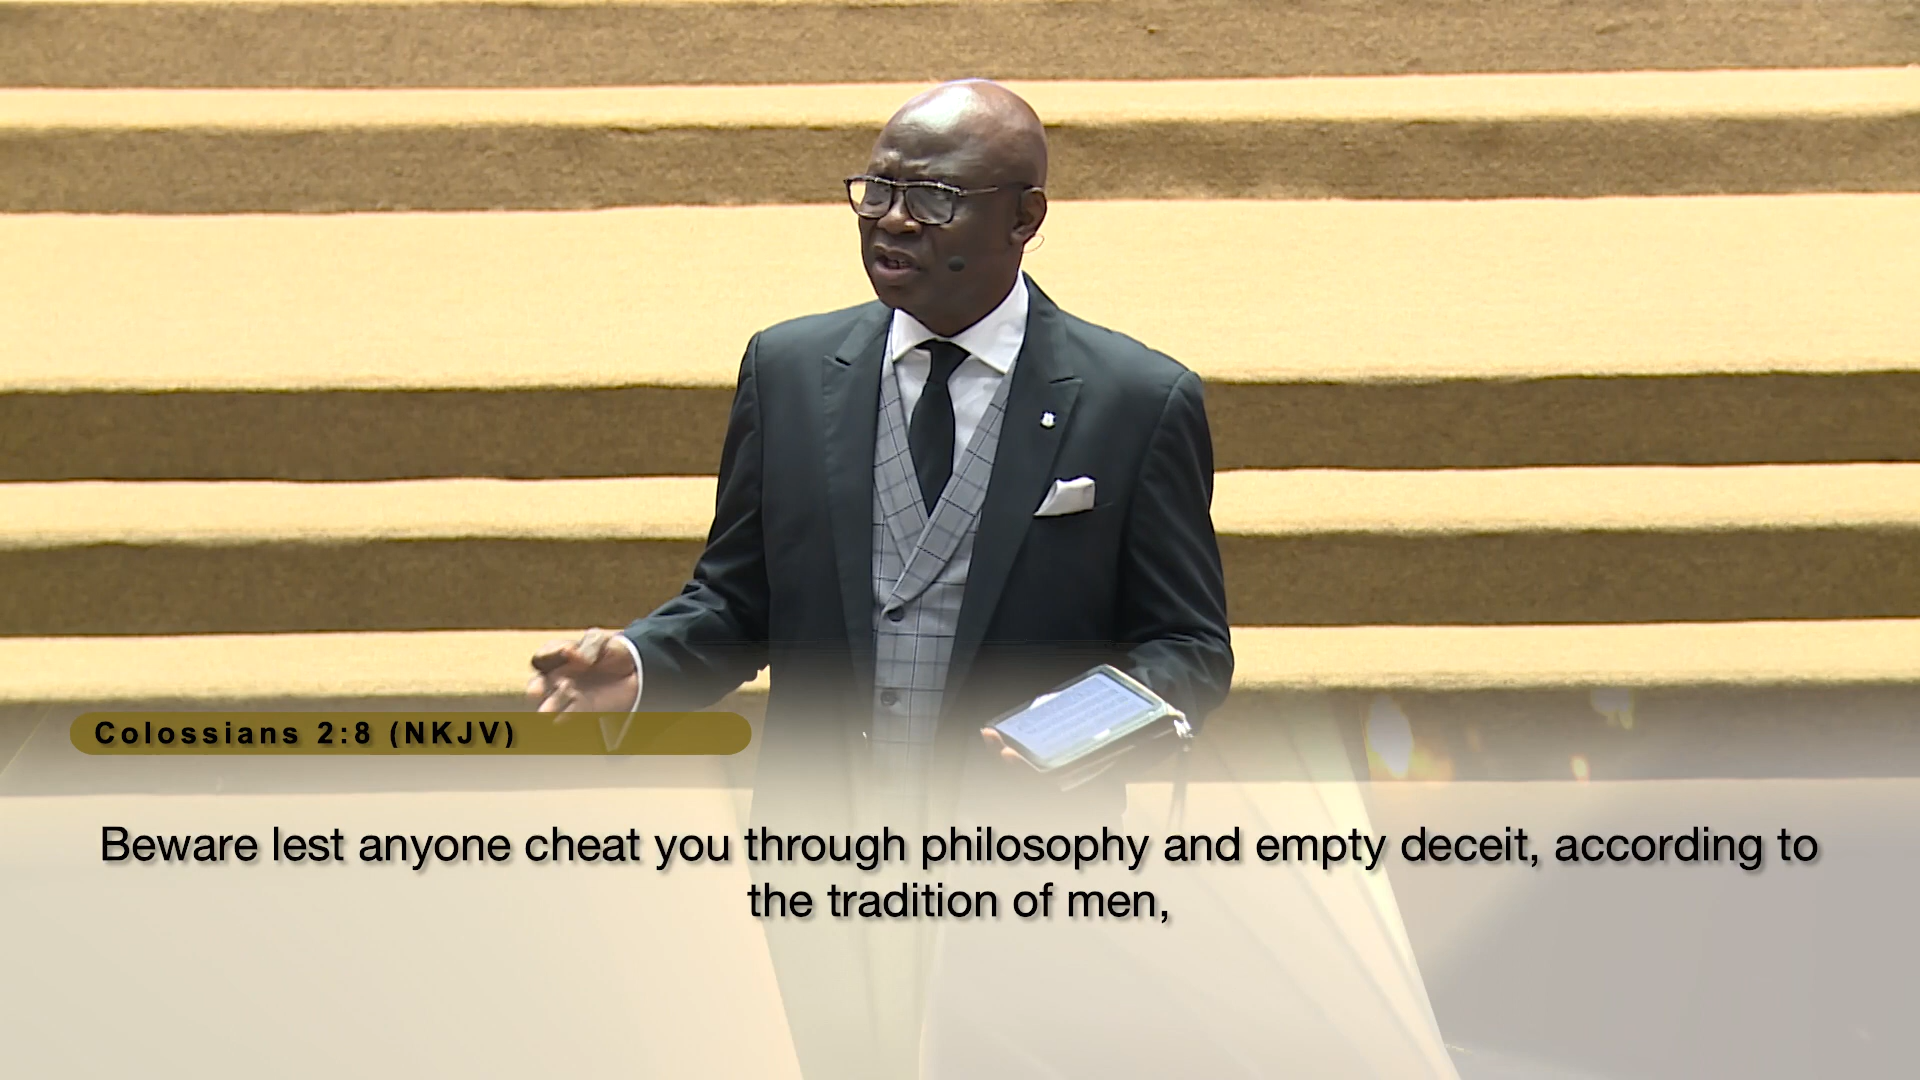 Colossians 2:8 (NKJV)
Beware lest anyone cheat you through philosophy and empty deceit, according to
the tradition of men,